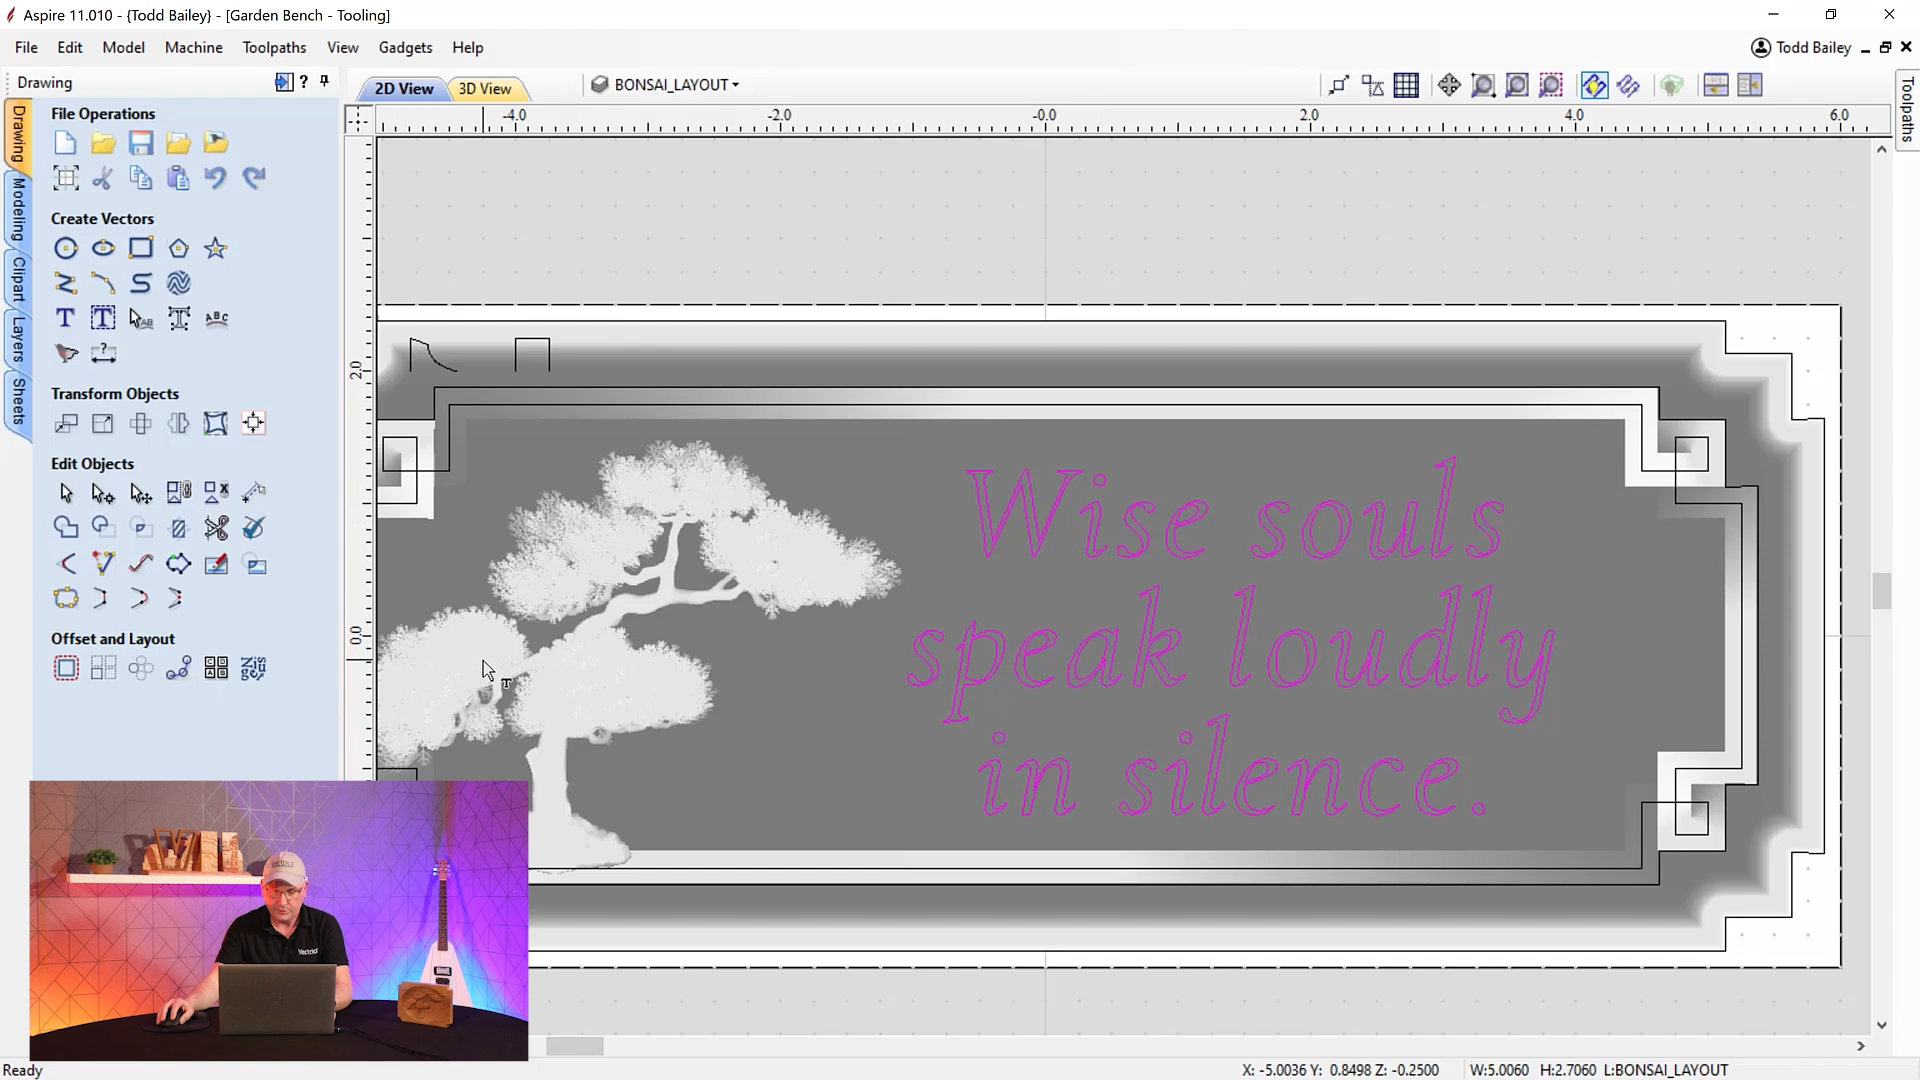 Aspire 11.010 - {Todd Bailey} - [Garden Bench - Tooling]
File Edit Model Machine Toolpaths View Gadgets Help
Todd Bailey
Drawing
2D View
3D View
BONSAI_LAYOUT
Toolpaths
Drawing
Modeling
Clipart
Layers
Sheets
File Operations
Create Vectors
Transform Objects
Edit Objects
Offset and Layout
-4.0 -2.0 -0.0 2.0 4.0 6.0
2.0
0.0
Wise souls
speak loudly
in silence.
Vectric
Ready
X: -5.0036 Y: 0.8498 Z: -0.2500
W:5.0060 H:2.7060 L:BONSAI_LAYOUT